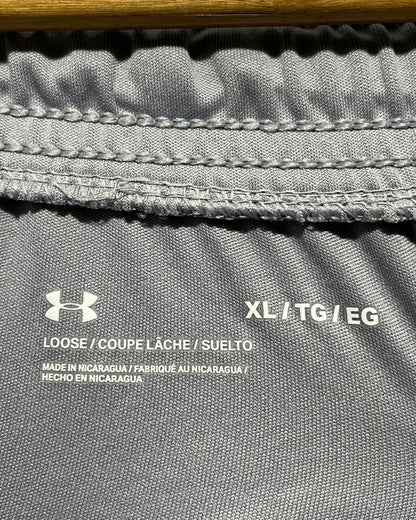 XL / TG / EG
LOOSE / COUPE LÂCHE / SUELTO
MADE IN NICARAGUA / FABRIQUÉ AU NICARAGUA /
HECHO EN NICARAGUA